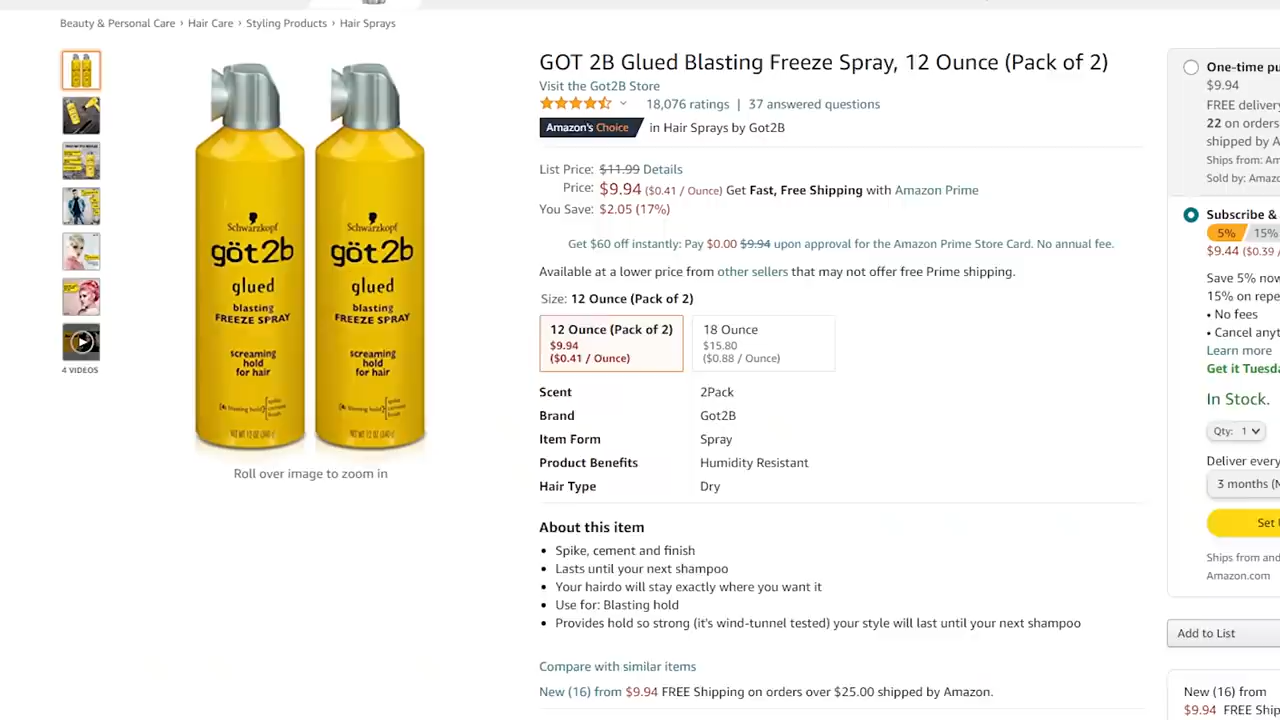 Beauty & Personal Care › Hair Care › Styling Products › Hair Sprays
4 VIDEOS
Schwarzkopf
göt2b
glued
blasting
FREEZE SPRAY
screaming
hold
for hair
Schwarzkopf
göt2b
glued
blasting
FREEZE SPRAY
screaming
hold
for hair
Roll over image to zoom in
GOT 2B Glued Blasting Freeze Spray, 12 Ounce (Pack of 2)
Visit the Got2B Store
18,076 ratings | 37 answered questions
Amazon's Choice in Hair Sprays by Got2B
List Price: $11.99 Details
Price: $9.94 ($0.41 / Ounce) Get Fast, Free Shipping with Amazon Prime
You Save: $2.05 (17%)
Get $60 off instantly: Pay $0.00 $9.94 upon approval for the Amazon Prime Store Card. No annual fee.
Available at a lower price from other sellers that may not offer free Prime shipping.
Size: 12 Ounce (Pack of 2)
12 Ounce (Pack of 2)
$9.94
($0.41 / Ounce)
18 Ounce
$15.80
($0.88 / Ounce)
Scent 2Pack
Brand Got2B
Item Form Spray
Product Benefits Humidity Resistant
Hair Type Dry
About this item
• Spike, cement and finish
• Lasts until your next shampoo
• Your hairdo will stay exactly where you want it
• Use for: Blasting hold
• Provides hold so strong (it's wind-tunnel tested) your style will last until your next shampoo
Compare with similar items
New (16) from $9.94 FREE Shipping on orders over $25.00 shipped by Amazon.
One-time pu
$9.94
FREE deliver
22 on ord
shipped by A
Ships from: Am
Sold by: Amazo
Subscribe &
5% 15%
$9.44 ($0.39 /
Save 5% now
15% on repe
• No fees
• Cancel anyt
Learn more
Get it Tuesda
In Stock.
Qty: 1
Deliver every
3 months (M
Set
Ships from and
Amazon.com
Add to List
New (16) from
$9.94 FREE Ship